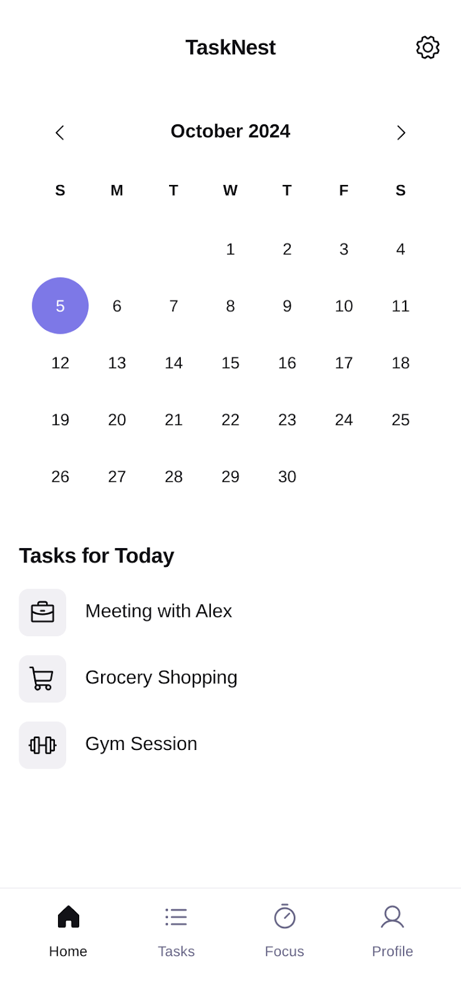 TaskNest
October 2024
S M T W T F S
1 2 3 4
5 6 7 8 9 10 11
12 13 14 15 16 17 18
19 20 21 22 23 24 25
26 27 28 29 30
Tasks for Today
Meeting with Alex
Grocery Shopping
Gym Session
Home Tasks Focus Profile